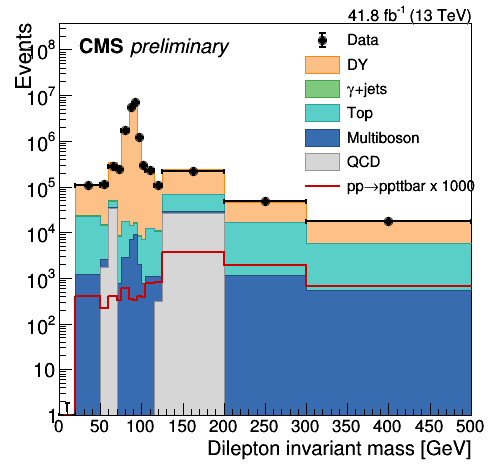 41.8 fb⁻¹ (13 TeV)
Events
CMS preliminary
Data
DY
γ+jets
Top
Multiboson
QCD
pp→ppttbar x 1000
10⁸
10⁷
10⁶
10⁵
10⁴
10³
10²
10
1
0 50 100 150 200 250 300 350 400 450 500
Dilepton invariant mass [GeV]